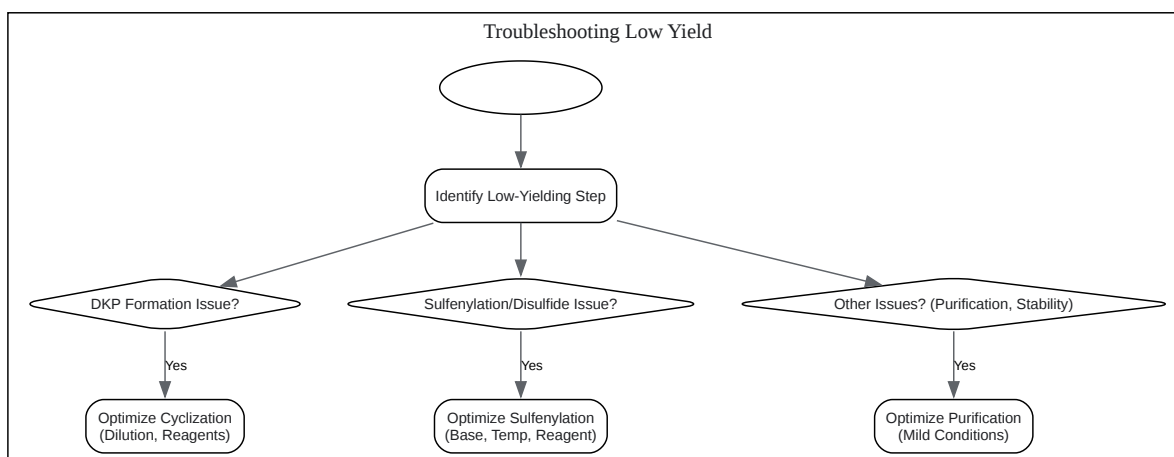 Troubleshooting Low Yield
Identify Low-Yielding Step
DKP Formation Issue?
Sulfenylation/Disulfide Issue?
Other Issues? (Purification, Stability)
Yes
Yes
Yes
Optimize Cyclization
(Dilution, Reagents)
Optimize Sulfenylation
(Base, Temp, Reagent)
Optimize Purification
(Mild Conditions)